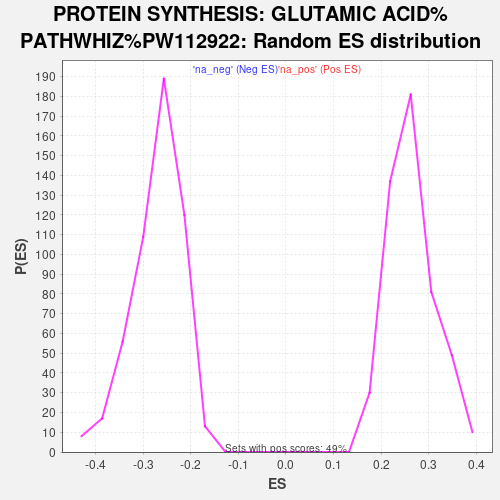 PROTEIN SYNTHESIS: GLUTAMIC ACID%
PATHWHIZ%PW112922: Random ES distribution
'na_neg' (Neg ES)'na_pos' (Pos ES)
190
180
170
160
150
140
130
120
110
100
90
80
70
60
50
40
30
20
10
0
P(ES)
Sets with pos scores: 49%
-0.4 -0.3 -0.2 -0.1 0.0 0.1 0.2 0.3 0.4
ES